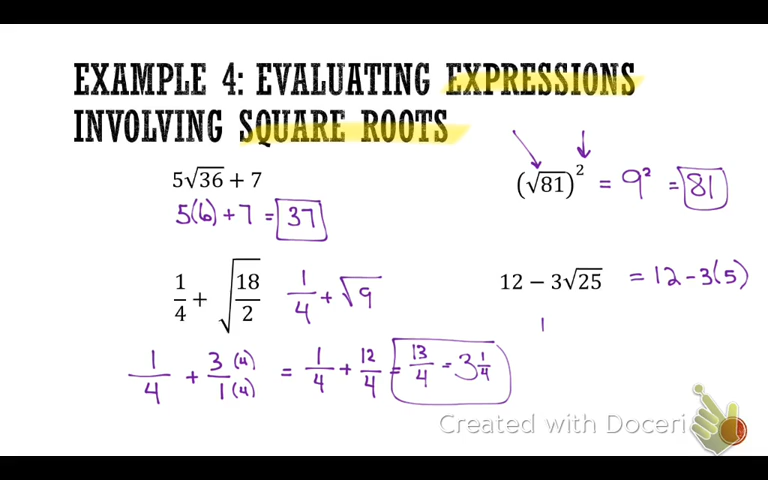 EXAMPLE 4: EVALUATING EXPRESSIONS
INVOLVING SQUARE ROOTS
5√36 + 7
5(6) + 7 = 37
(√81)² = 9² = 81
1/4 + √(18/2) 1/4 + √9
1/4 + 3(4)/1(4) = 1/4 + 12/4 = 13/4 = 3 1/4
12 − 3√25 = 12 − 3(5)
1
Created with Doceri